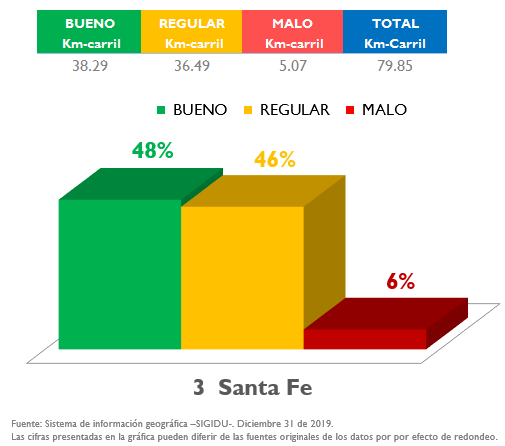 BUENO REGULAR MALO TOTAL
Km-carril Km-carril Km-carril Km-Carril
38.29 36.49 5.07 79.85
BUENO REGULAR MALO
48%
46%
6%
3 Santa Fe
Fuente: Sistema de información geográfica –SIGIDU-. Diciembre 31 de 2019.
Las cifras presentadas en la gráfica pueden diferir de las fuentes originales de los datos por por efecto de redondeo.